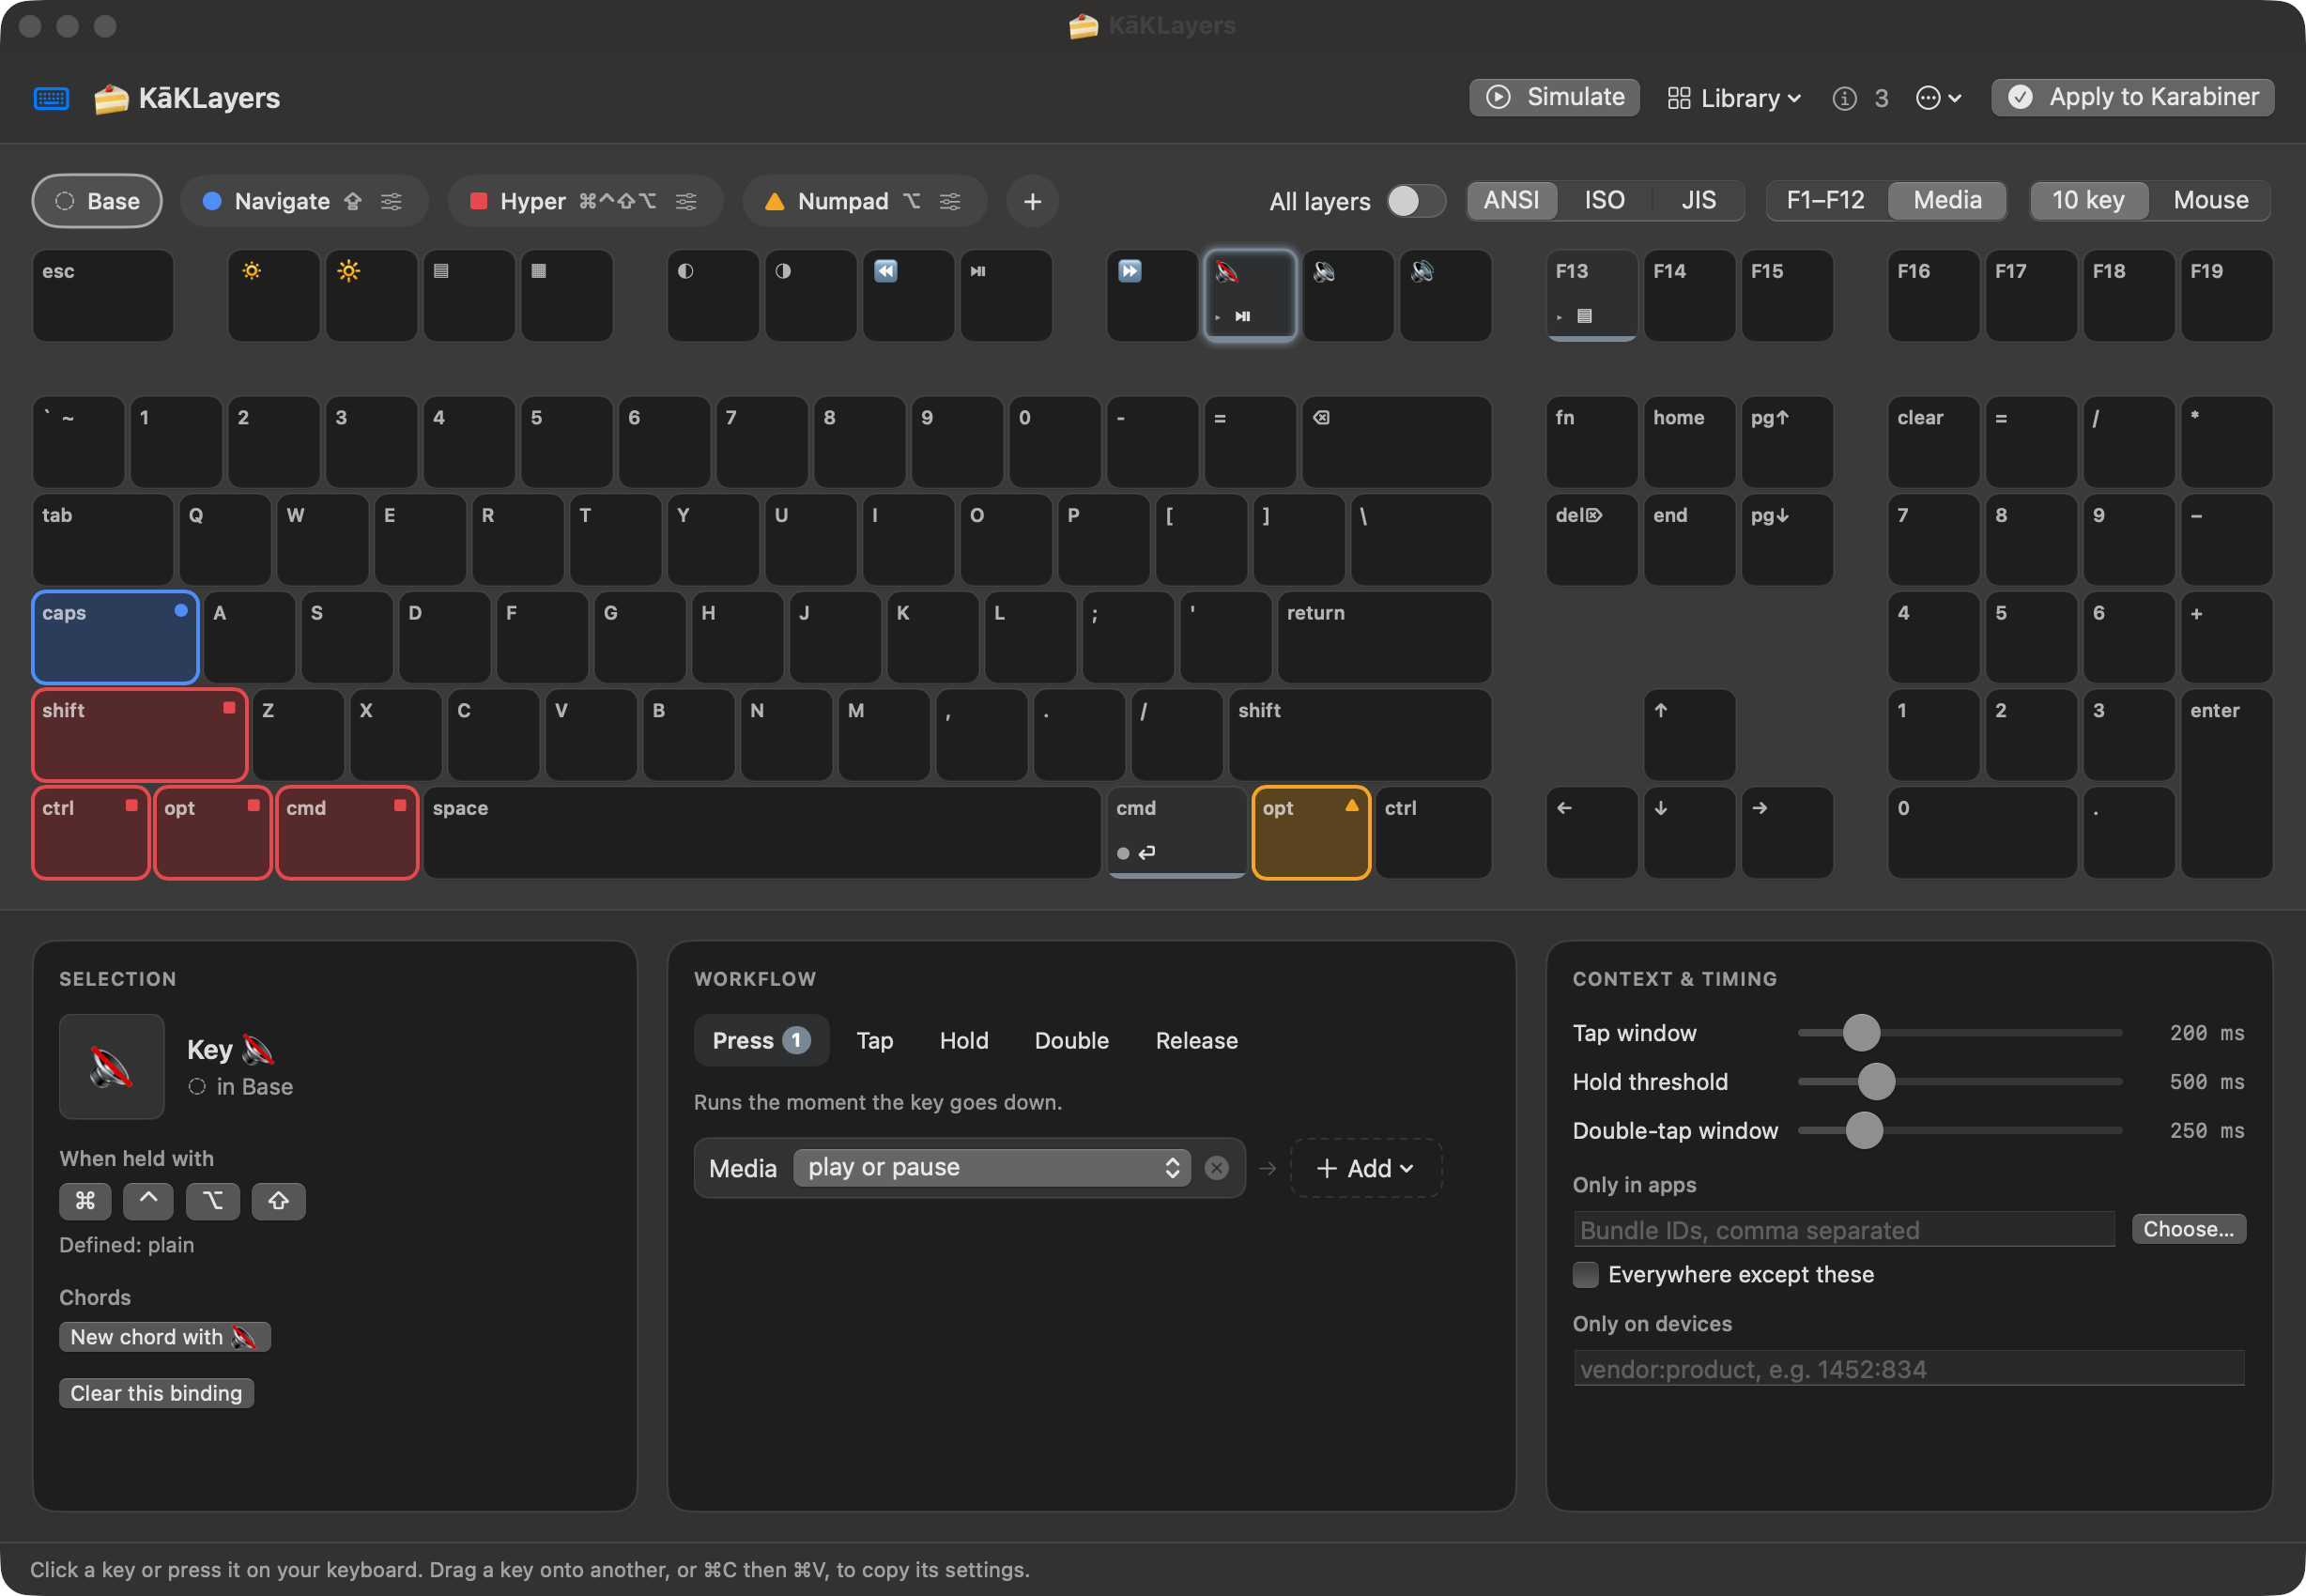 KāKLayers
KāKLayers
Simulate Library 3 Apply to Karabiner
Base Navigate ⇪ Hyper ⌘^⇧⌥ Numpad ⌥ + All layers ANSI ISO JIS F1–F12 Media 10 key Mouse
esc F13 F14 F15 F16 F17 F18 F19
` ~ 1 2 3 4 5 6 7 8 9 0 - = ⌫ fn home pg↑ clear = / *
tab Q W E R T Y U I O P [ ] \ del⌦ end pg↓ 7 8 9 −
caps A S D F G H J K L ; ' return 4 5 6 +
shift Z X C V B N M , . / shift ↑ 1 2 3 enter
ctrl opt cmd space cmd opt ctrl ← ↓ → 0 .
↩
SELECTION
Key
in Base
When held with
⌘ ^ ⌥ ⇧
Defined: plain
Chords
New chord with
Clear this binding
WORKFLOW
Press 1 Tap Hold Double Release
Runs the moment the key goes down.
Media play or pause → + Add
CONTEXT & TIMING
Tap window 200 ms
Hold threshold 500 ms
Double-tap window 250 ms
Only in apps
Bundle IDs, comma separated Choose...
Everywhere except these
Only on devices
vendor:product, e.g. 1452:834
Click a key or press it on your keyboard. Drag a key onto another, or ⌘C then ⌘V, to copy its settings.